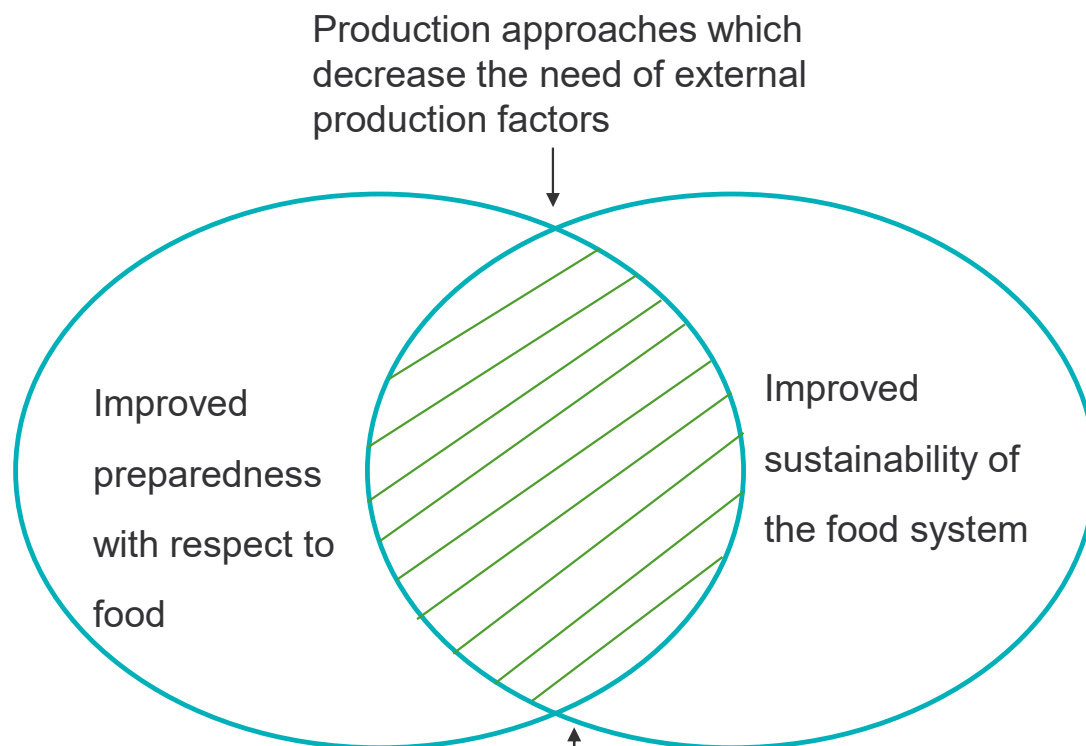 Production approaches which
decrease the need of external
production factors
Improved
preparedness
with respect to
food
Improved
sustainability of
the food system